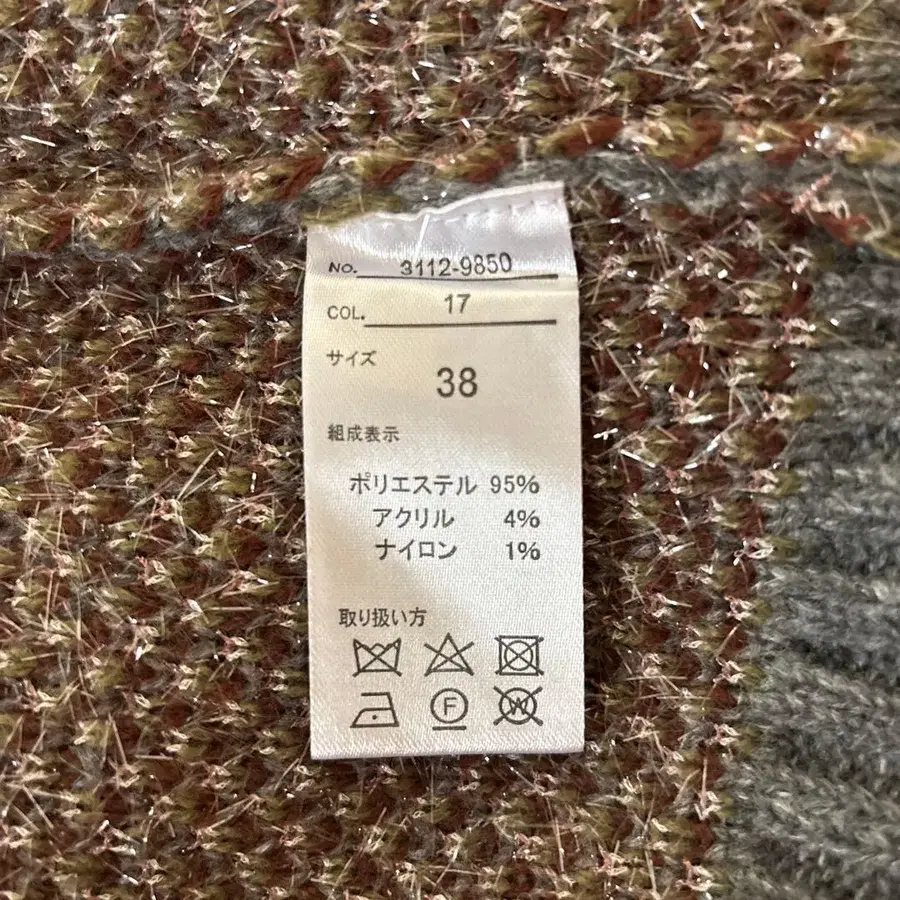 NO. 3112-9850
COL. 17
サイズ
38
組成表示
ポリエステル 95%
アクリル 4%
ナイロン 1%
取り扱い方
F W